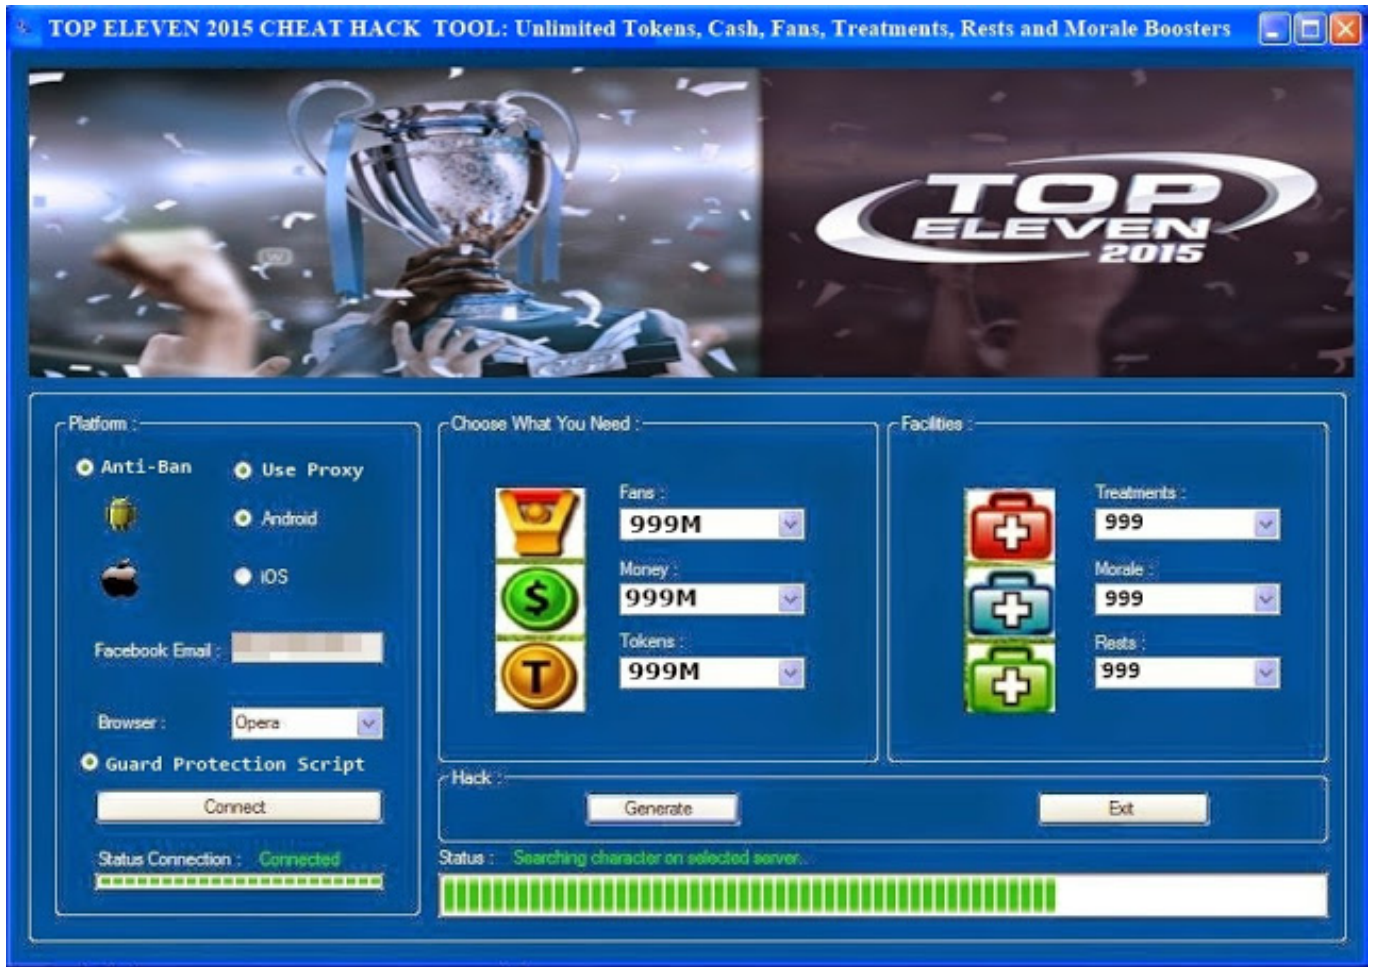 TOP ELEVEN 2015 CHEAT HACK TOOL: Unlimited Tokens, Cash, Fans, Treatments, Rests and Morale Boosters
W
TOP
ELEVEN
2015
Platform :
Anti-Ban
Use Proxy
Android
iOS
Facebook Email :
Browser :
Opera
Guard Protection Script
Connect
Status Connection : Connected
Choose What You Need :
Fans :
999M
$
Money :
999M
T
Tokens :
999M
Facilities :
Treatments :
999
Morale :
999
Rests :
999
Hack :
Generate
Exit
Status : Searching character on selected server..